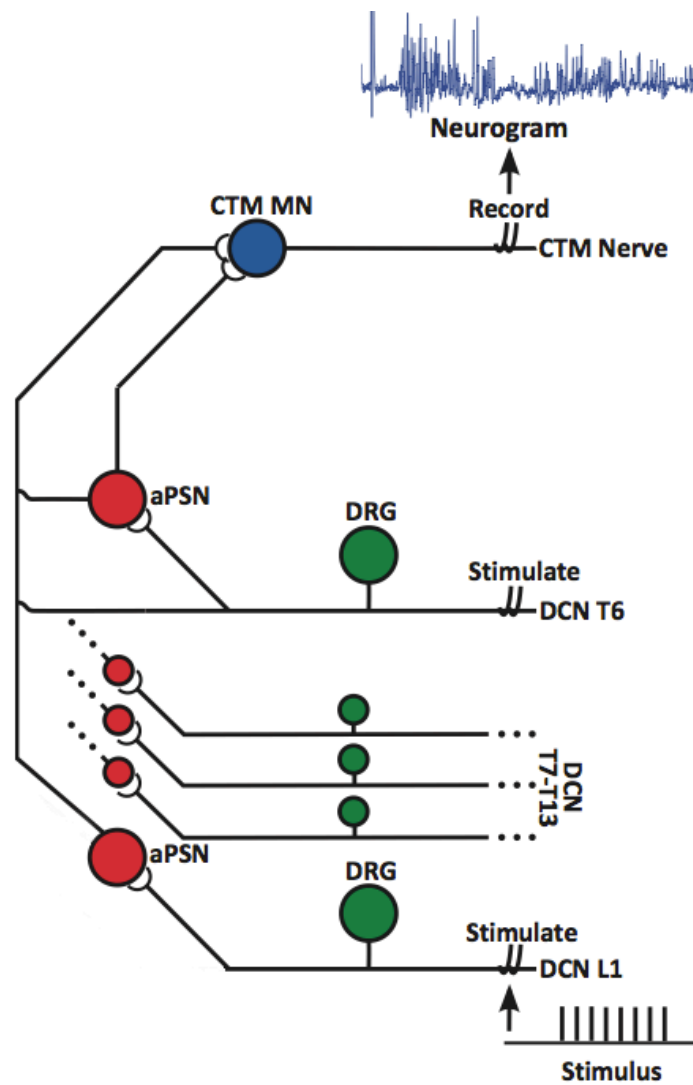 Neurogram
CTM MN
Record
CTM Nerve
aPSN
DRG
Stimulate
DCN T6
DCN
T7-T13
aPSN
DRG
Stimulate
DCN L1
Stimulus